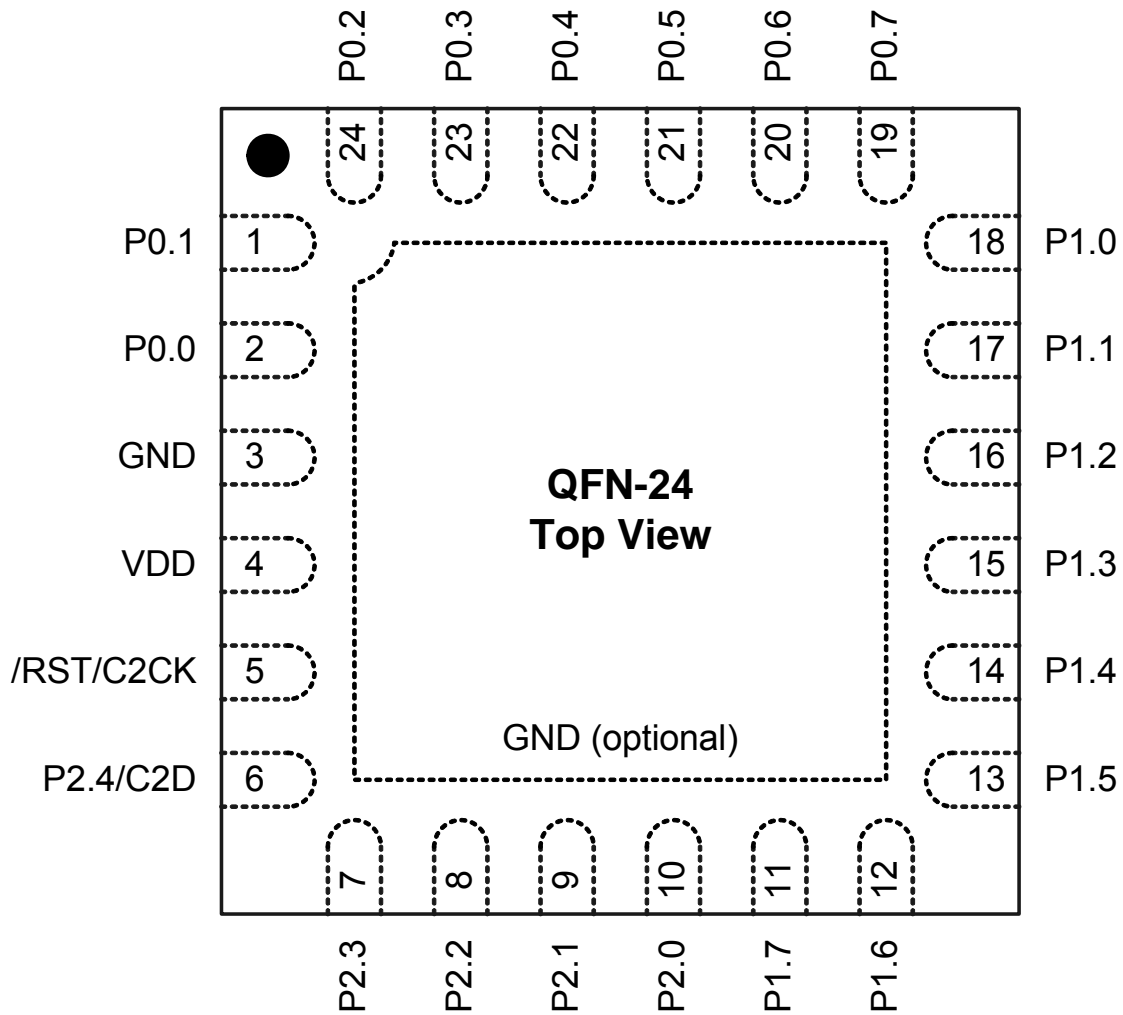 P0.2
P0.3
P0.4
P0.5
P0.6
P0.7
24
23
22
21
20
19
P0.1 1
18 P1.0
P0.0 2
17 P1.1
GND 3
16 P1.2
QFN-24
Top View
VDD 4
15 P1.3
/RST/C2CK 5
14 P1.4
GND (optional)
P2.4/C2D 6
13 P1.5
7
8
9
10
11
12
P2.3
P2.2
P2.1
P2.0
P1.7
P1.6